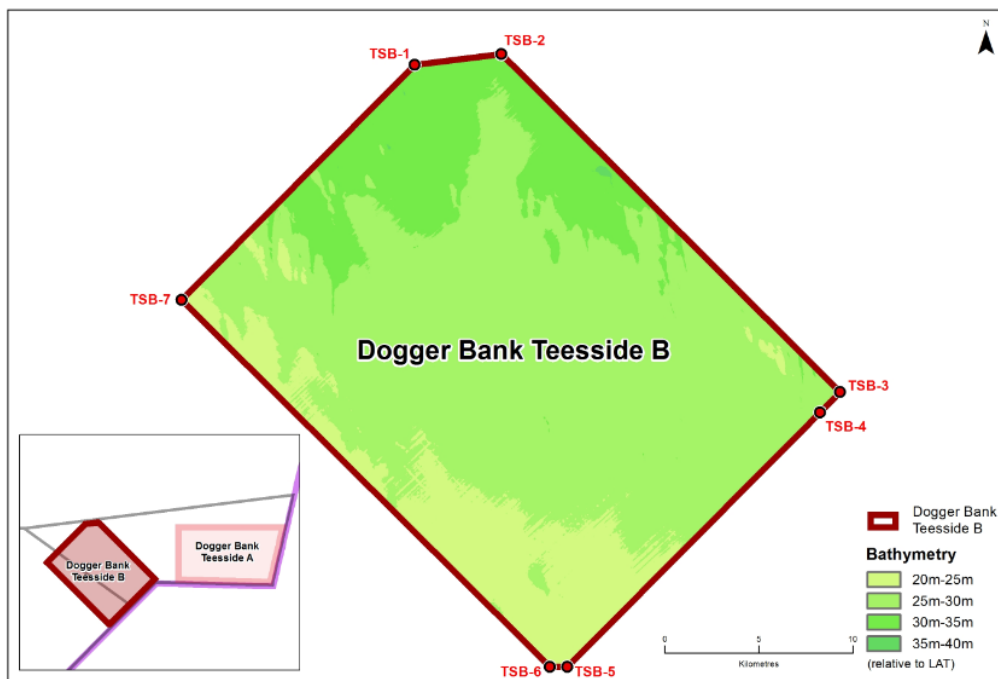 N
TSB-1
TSB-2
TSB-7
Dogger Bank Teesside B
TSB-3
TSB-4
Dogger Bank
Teesside A
Dogger Bank
Teesside B
Dogger Bank
Teesside B
Bathymetry
20m-25m
25m-30m
30m-35m
35m-40m
(relative to LAT)
0 5 10
Kilometres
TSB-6
TSB-5